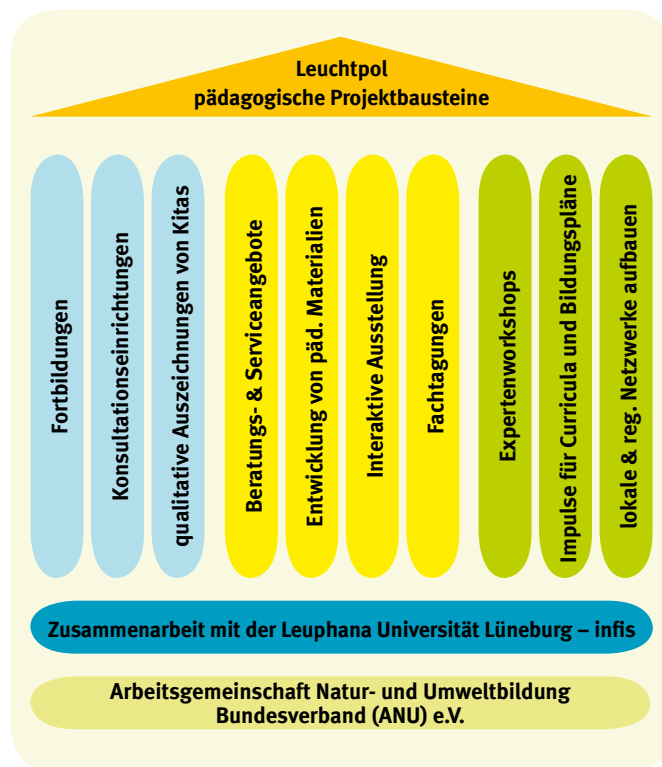 Leuchtpol
pädagogische Projektbausteine
Fortbildungen
Konsultationseinrichtungen
qualitative Auszeichnungen von Kitas
Beratungs- & Serviceangebote
Entwicklung von päd. Materialien
Interaktive Ausstellung
Fachtagungen
Expertenworkshops
Impulse für Curricula und Bildungspläne
lokale & reg. Netzwerke aufbauen
Zusammenarbeit mit der Leuphana Universität Lüneburg – infis
Arbeitsgemeinschaft Natur- und Umweltbildung
Bundesverband (ANU) e.V.